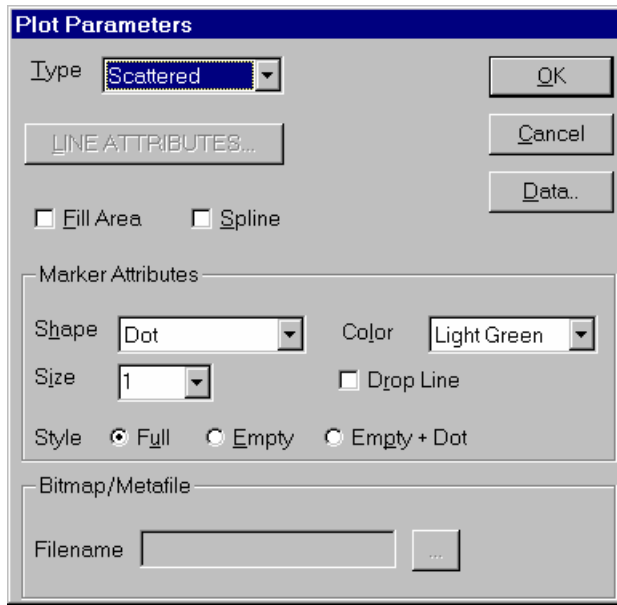 Plot Parameters
Type Scattered
OK
LINE ATTRIBUTES...
Cancel
Data..
Fill Area Spline
Marker Attributes
Shape Dot Color Light Green
Size 1 Drop Line
Style Full Empty Empty + Dot
Bitmap/Metafile
Filename ...